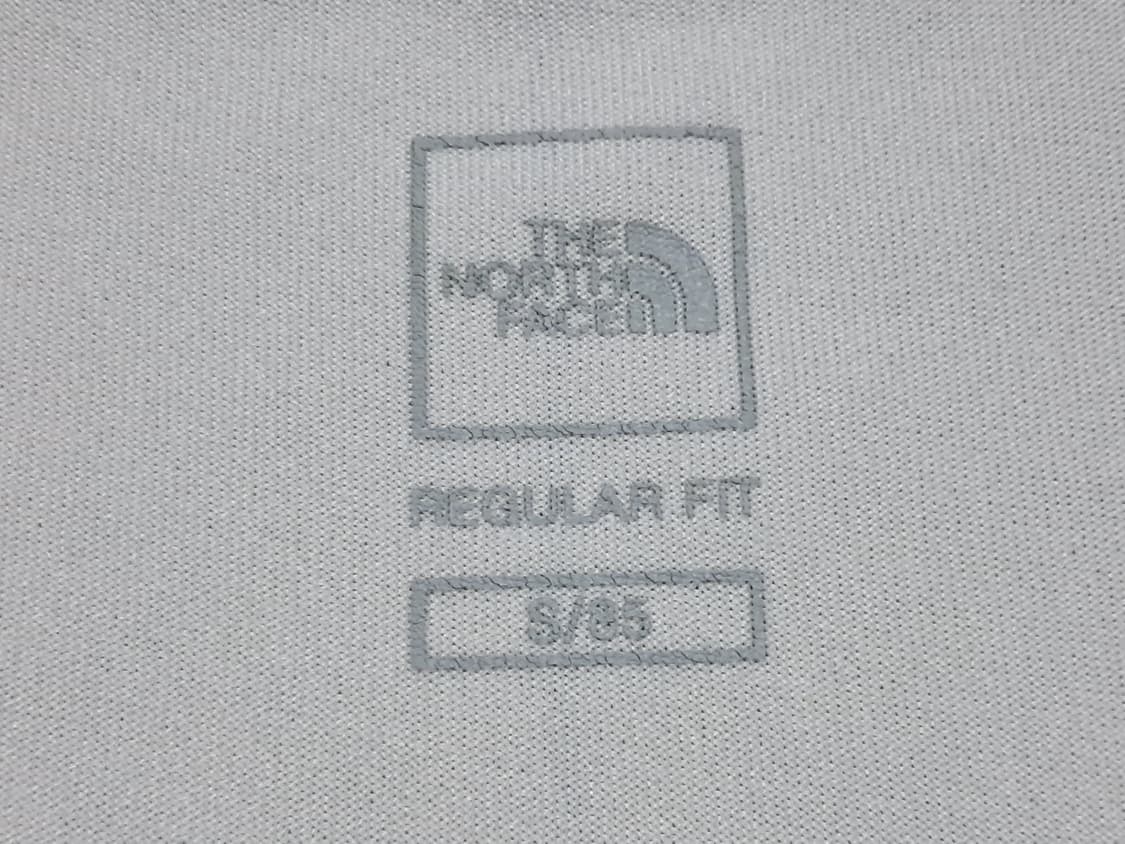 THE
NORTH
FACE
REGULAR FIT
S/85